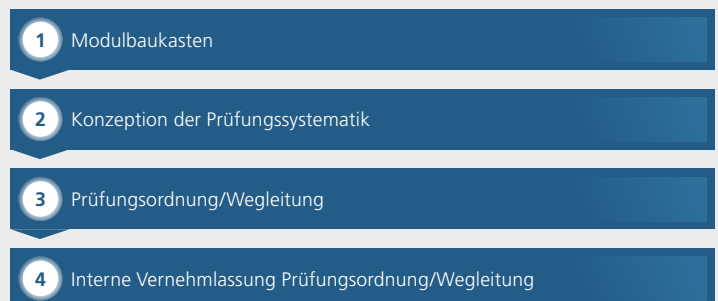 1 Modulbaukasten
2 Konzeption der Prüfungssystematik
3 Prüfungsordnung/Wegleitung
4 Interne Vernehmlassung Prüfungsordnung/Wegleitung